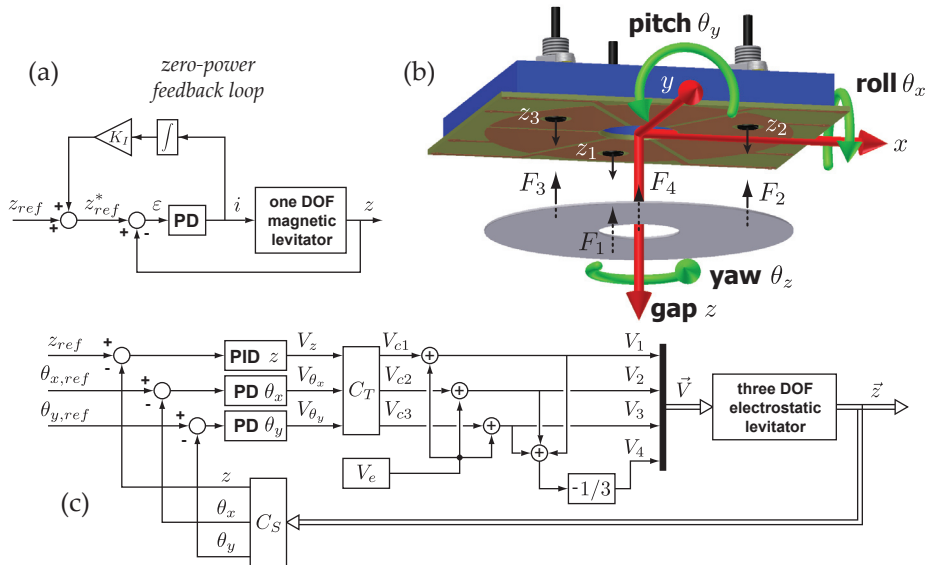 (a)
zero-power
feedback loop
K_I
∫
z_ref
+
+
z*_ref
+
-
ε
PD
i
one DOF
magnetic
levitator
z
(b)
pitch θ_y
roll θ_x
y
x
z_3
z_2
z_1
F_3
F_4
F_2
F_1
yaw θ_z
gap z
z_ref
+
-
PID z
V_z
V_c1
+
V_1
θ_x,ref
+
-
PD θ_x
V_θ_x
C_T
V_c2
+
V_2
θ_y,ref
+
-
PD θ_y
V_θ_y
V_c3
+
V_3
V⃗
three DOF
electrostatic
levitator
z⃗
+
V_4
V_e
-1/3
(c)
z
θ_x
C_S
θ_y